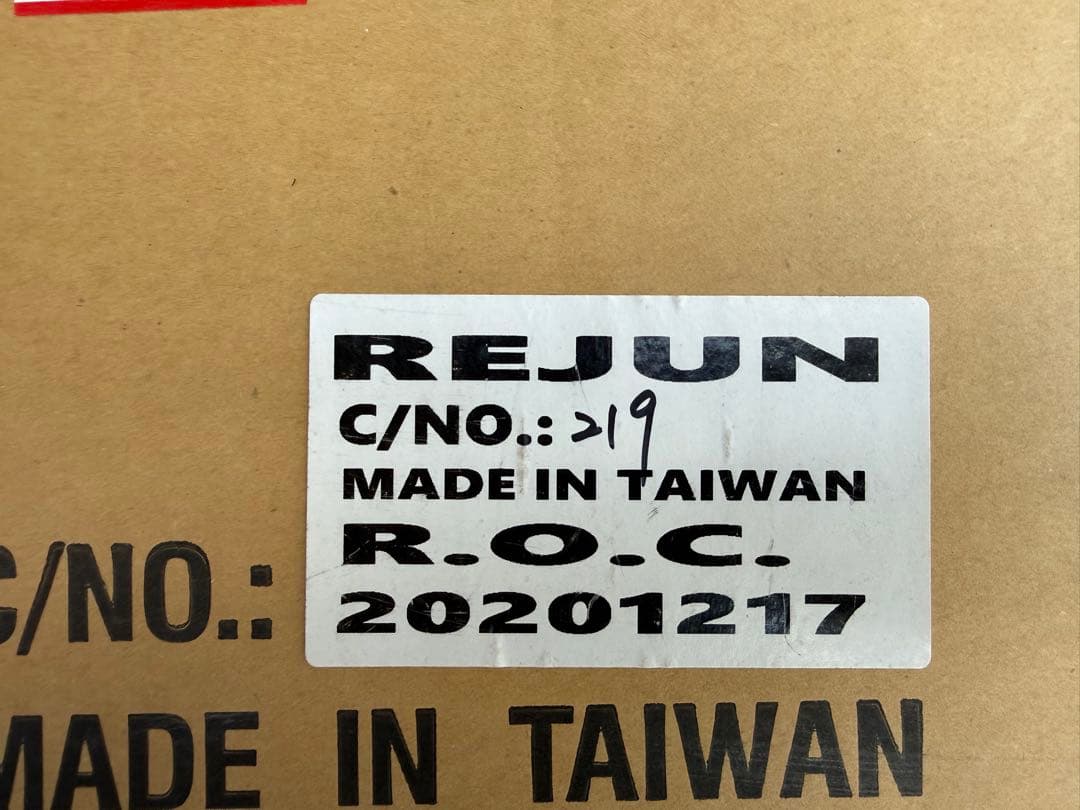 REJUN
C/NO.: 219
MADE IN TAIWAN
R.O.C.
20201217
C/NO.:
MADE IN TAIWAN